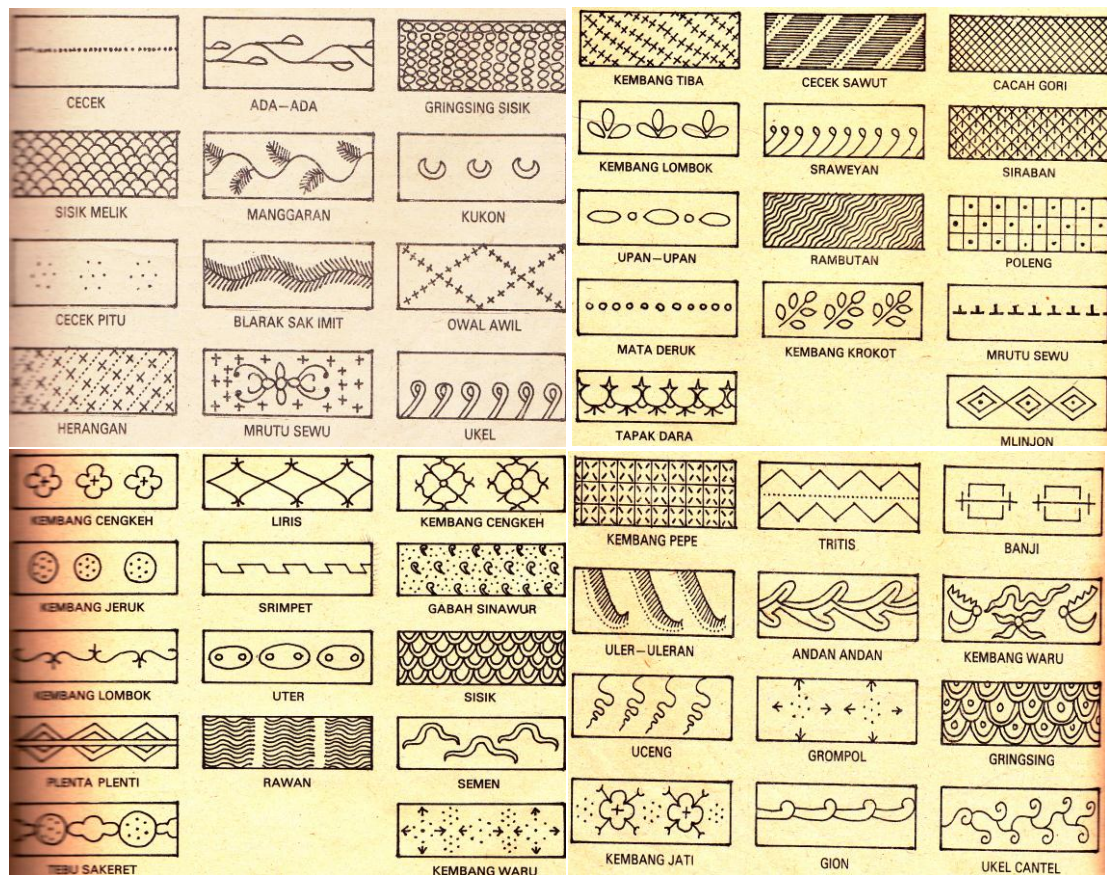 CECEK
ADA–ADA
GRINGSING SISIK
SISIK MELIK
MANGGARAN
KUKON
CECEK PITU
BLARAK SAK IMIT
OWAL AWIL
HERANGAN
MRUTU SEWU
UKEL
KEMBANG TIBA
CECEK SAWUT
CACAH GORI
KEMBANG LOMBOK
SRAWEYAN
SIRABAN
UPAN–UPAN
RAMBUTAN
POLENG
MATA DERUK
KEMBANG KROKOT
MRUTU SEWU
TAPAK DARA
MLINJON
KEMBANG CENGKEH
LIRIS
KEMBANG CENGKEH
KEMBANG JERUK
SRIMPET
GABAH SINAWUR
KEMBANG LOMBOK
UTER
SISIK
PLENTA PLENTI
RAWAN
SEMEN
TEBU SAKERET
KEMBANG WARU
KEMBANG PEPE
TRITIS
BANJI
ULER–ULERAN
ANDAN ANDAN
KEMBANG WARU
UCENG
GROMPOL
GRINGSING
KEMBANG JATI
GION
UKEL CANTEL